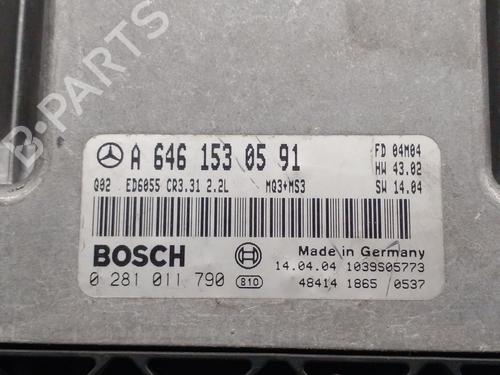 B-PARTS
A 646 153 05 91
FD 04M04
HW 43.02
Q02 ED6055 CR3.31 2.2L MQ3+MS3 SW 14.04
BOSCH
Made in Germany
14.04.04 1039S05773
0 281 011 790 810 48414 1865 0537